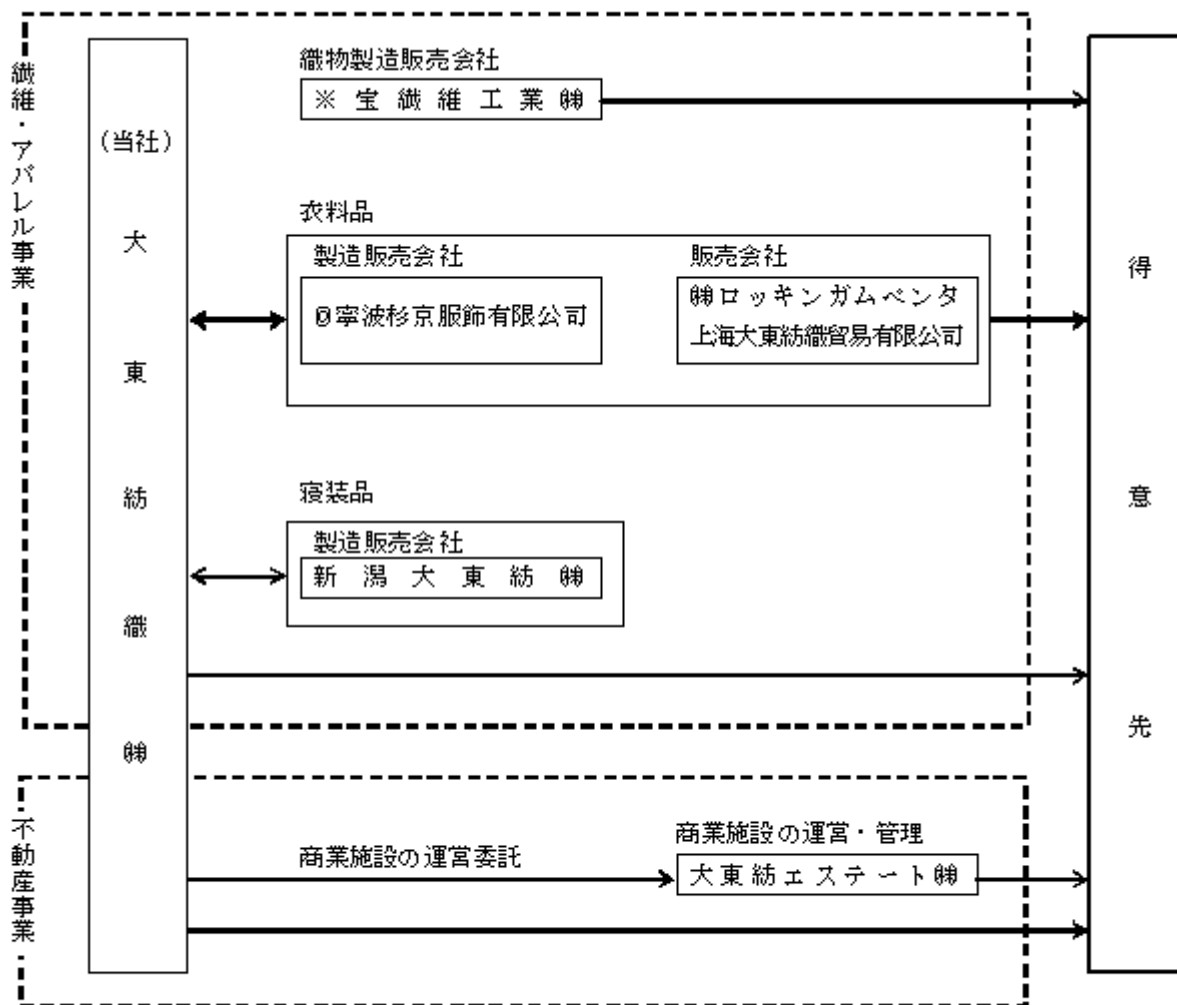 繊維・アパレル事業
(当社)
大東紡織㈱
織物製造販売会社
※宝繊維工業㈱
衣料品
製造販売会社
@寧波杉京服飾有限公司
販売会社
㈱ロッキンガムペンタ
上海大東紡織貿易有限公司
寝装品
製造販売会社
新潟大東紡㈱
得意先
不動産事業
商業施設の運営委託
商業施設の運営・管理
大東紡エステート㈱